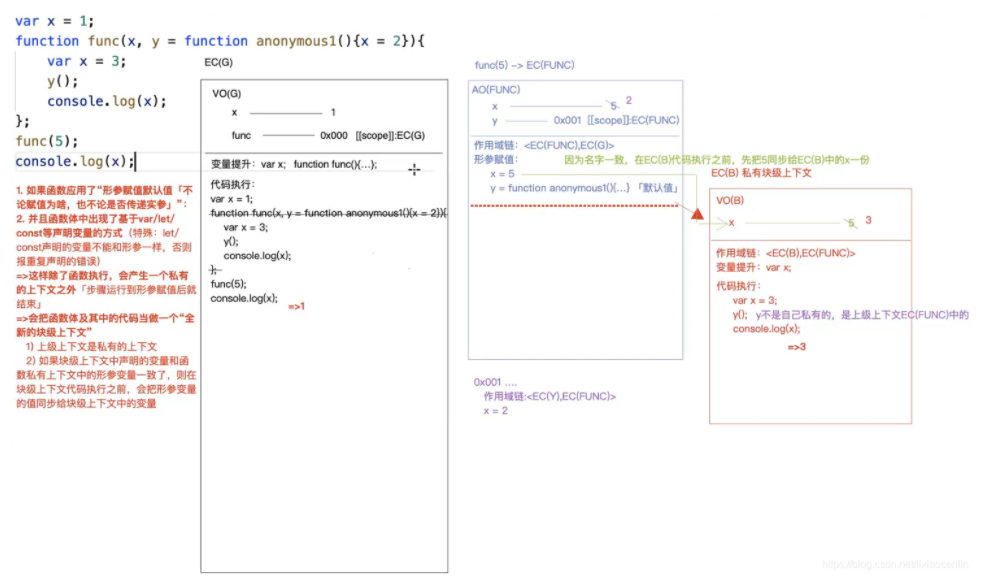 var x = 1;
function func(x, y = function anonymous1(){x = 2}){
var x = 3;
y();
console.log(x);
};
func(5);
console.log(x);
1. 如果函数应用了“形参赋值默认值「不
论赋值为啥，也不论是否传递实参」”：
2. 并且函数体中出现了基于var/let/
const等声明变量的方式（特殊：let/
const声明的变量不能和形参一样，否则
报重复声明的错误）
=>这样除了函数执行，会产生一个私有
的上下文之外「步骤运行到形参赋值后就
结束」
=>会把函数体及其中的代码当做一个“全
新的块级上下文”
1) 上级上下文是私有的上下文
2) 如果块级上下文中声明的变量和函
数私有上下文中的形参变量一致了，则在
块级上下文代码执行之前，会把形参变量
的值同步给块级上下文中的变量
EC(G)
VO(G)
x 1
func 0x000 [[scope]]:EC(G)
变量提升：var x; function func(){...};
代码执行：
var x = 1;
function func(x, y = function anonymous1(){x = 2}){
var x = 3;
y();
console.log(x);
};
func(5);
console.log(x);
=>1
func(5) -> EC(FUNC)
AO(FUNC)
x 5 2
y 0x001 [[scope]]:EC(FUNC)
作用域链：<EC(FUNC),EC(G)>
形参赋值：
因为名字一致，在EC(B)代码执行之前，先把5同步给EC(B)中的x一份
x = 5
y = function anonymous1(){...} 「默认值」
0x001 ....
作用域链:<EC(Y),EC(FUNC)>
x = 2
EC(B) 私有块级上下文
VO(B)
x 5 3
作用域链：<EC(B),EC(FUNC)>
变量提升：var x;
代码执行：
var x = 3;
y(); y不是自己私有的，是上级上下文EC(FUNC)中的
console.log(x);
=>3